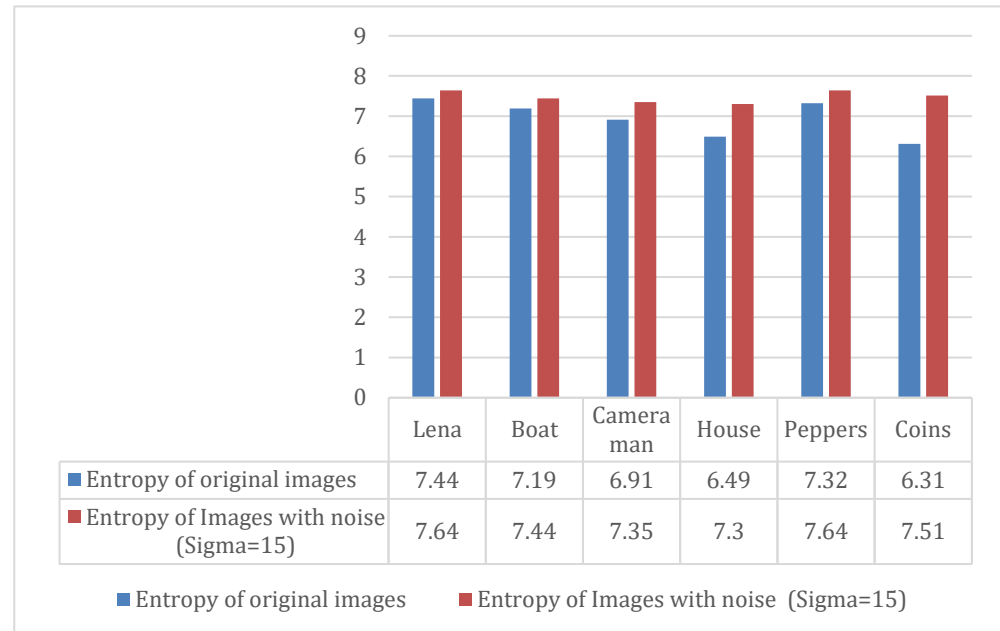 9
8
7
6
5
4
3
2
1
0
Lena Boat Camera man House Peppers Coins
Entropy of original images 7.44 7.19 6.91 6.49 7.32 6.31
Entropy of Images with noise (Sigma=15) 7.64 7.44 7.35 7.3 7.64 7.51
Entropy of original images Entropy of Images with noise (Sigma=15)